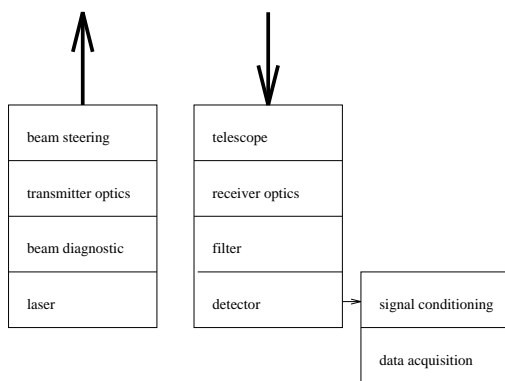 beam steering
transmitter optics
beam diagnostic
laser
telescope
receiver optics
filter
detector
signal conditioning
data acquisition